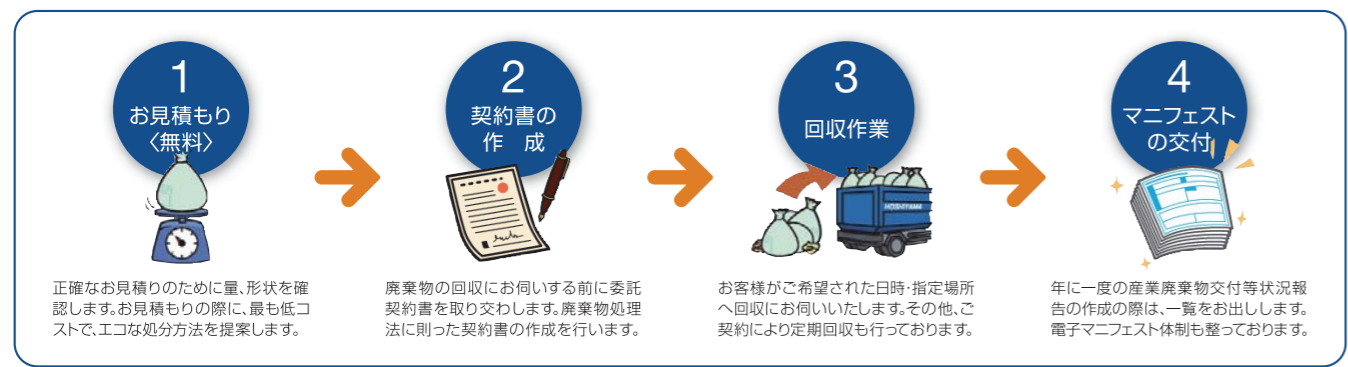 1
お見積もり
〈無料〉
正確なお見積りのために量、形状を確
認します。お見積もりの際に、最も低コ
ストで、エコな処分方法を提案します。
2
契約書の
作　成
廃棄物の回収にお伺いする前に委託
契約書を取り交わします。廃棄物処理
法に則った契約書の作成を行います。
3
回収作業
HOSHIYAMA
お客様がご希望された日時・指定場所
へ回収にお伺いいたします。その他、ご
契約により定期回収も行っております。
4
マニフェスト
の交付
年に一度の産業廃棄物交付等状況報
告の作成の際は、一覧をお出しします。
電子マニフェスト体制も整っております。